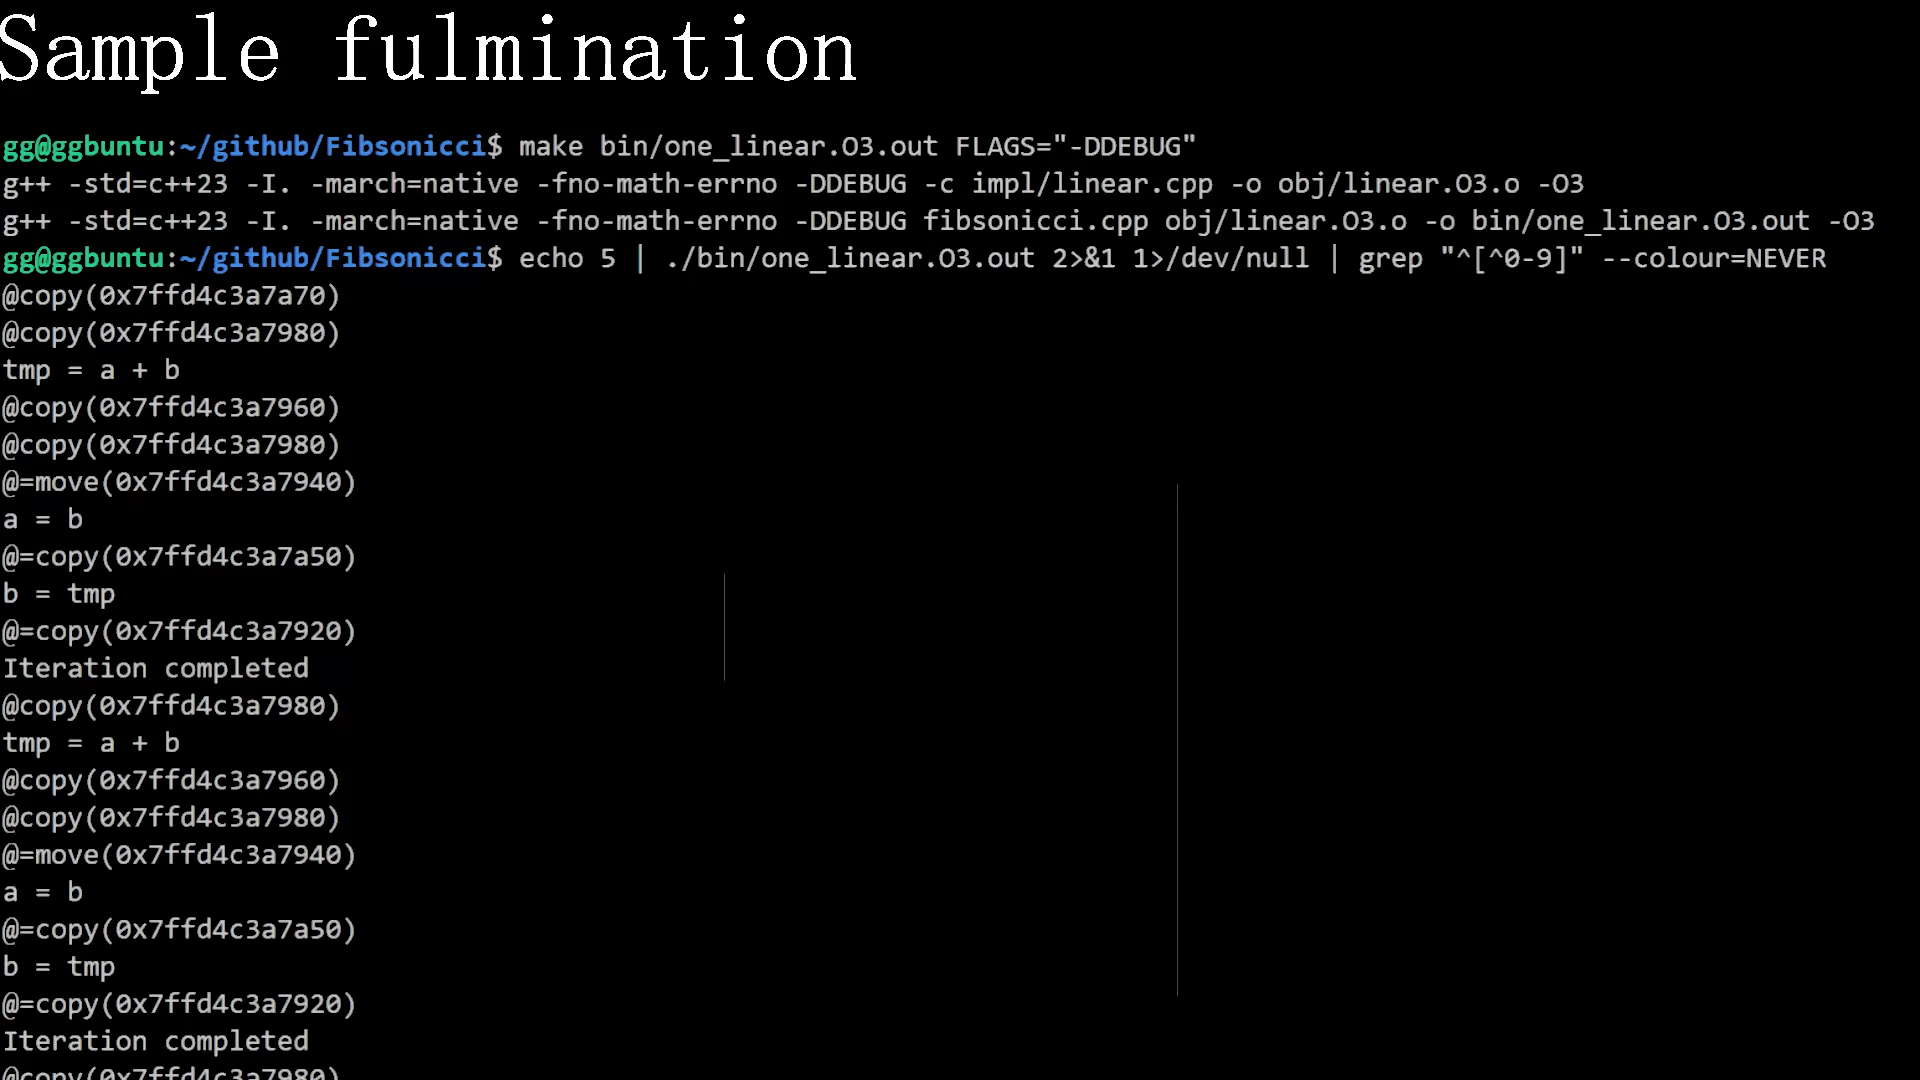 Sample fulmination
gg@ggbuntu:~/github/Fibsonicci$ make bin/one_linear.O3.out FLAGS="-DDEBUG"
g++ -std=c++23 -I. -march=native -fno-math-errno -DDEBUG -c impl/linear.cpp -o obj/linear.O3.o -O3
g++ -std=c++23 -I. -march=native -fno-math-errno -DDEBUG fibsonicci.cpp obj/linear.O3.o -o bin/one_linear.O3.out -O3
gg@ggbuntu:~/github/Fibsonicci$ echo 5 | ./bin/one_linear.O3.out 2>&1 1>/dev/null | grep "^[^0-9]" --colour=NEVER
@copy(0x7ffd4c3a7a70)
@copy(0x7ffd4c3a7980)
tmp = a + b
@copy(0x7ffd4c3a7960)
@copy(0x7ffd4c3a7980)
@=move(0x7ffd4c3a7940)
a = b
@=copy(0x7ffd4c3a7a50)
b = tmp
@=copy(0x7ffd4c3a7920)
Iteration completed
@copy(0x7ffd4c3a7980)
tmp = a + b
@copy(0x7ffd4c3a7960)
@copy(0x7ffd4c3a7980)
@=move(0x7ffd4c3a7940)
a = b
@=copy(0x7ffd4c3a7a50)
b = tmp
@=copy(0x7ffd4c3a7920)
Iteration completed
@copy(0x7ffd4c3a7980)